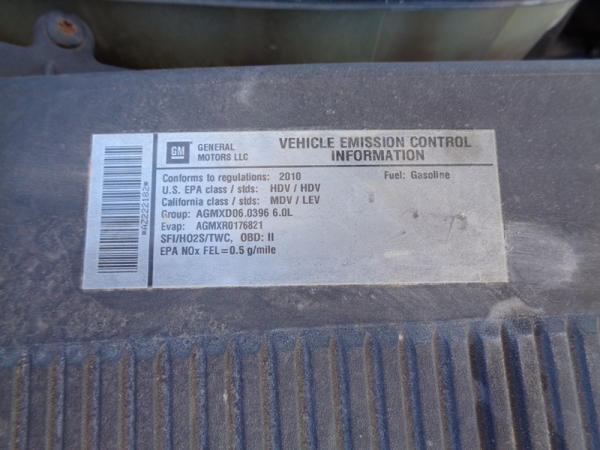 *AZ222182*
GM
GENERAL
MOTORS LLC
VEHICLE EMISSION CONTROL
INFORMATION
Conforms to regulations: 2010 Fuel: Gasoline
U.S. EPA class / stds: HDV / HDV
California class / stds: MDV / LEV
Group: AGMXD06.0396 6.0L
Evap: AGMXR0176821
SFI/HO2S/TWC, OBD: II
EPA NOx FEL=0.5 g/mile